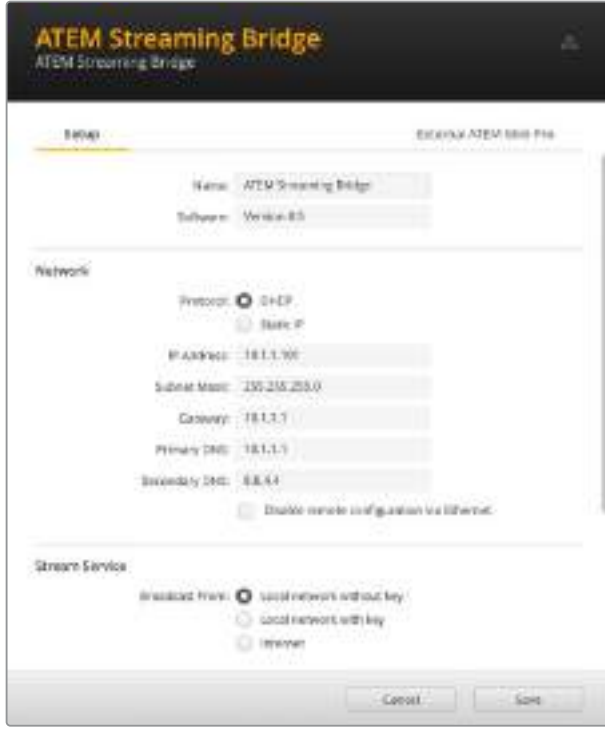 ATEM Streaming Bridge
ATEM Streaming Bridge
Setup External ATEM Mini Pro
Name: ATEM Streaming Bridge
Software: Version 8.5
Network
Protocol: DHCP
Static IP
IP Address: 10.1.1.101
Subnet Mask: 255.255.255.0
Gateway: 10.1.1.1
Primary DNS: 10.1.1.1
Secondary DNS: 8.8.4.4
Disable remote configuration via Ethernet
Stream Service
Broadcast From: Local network without key
Local network with key
Internet
Cancel Save